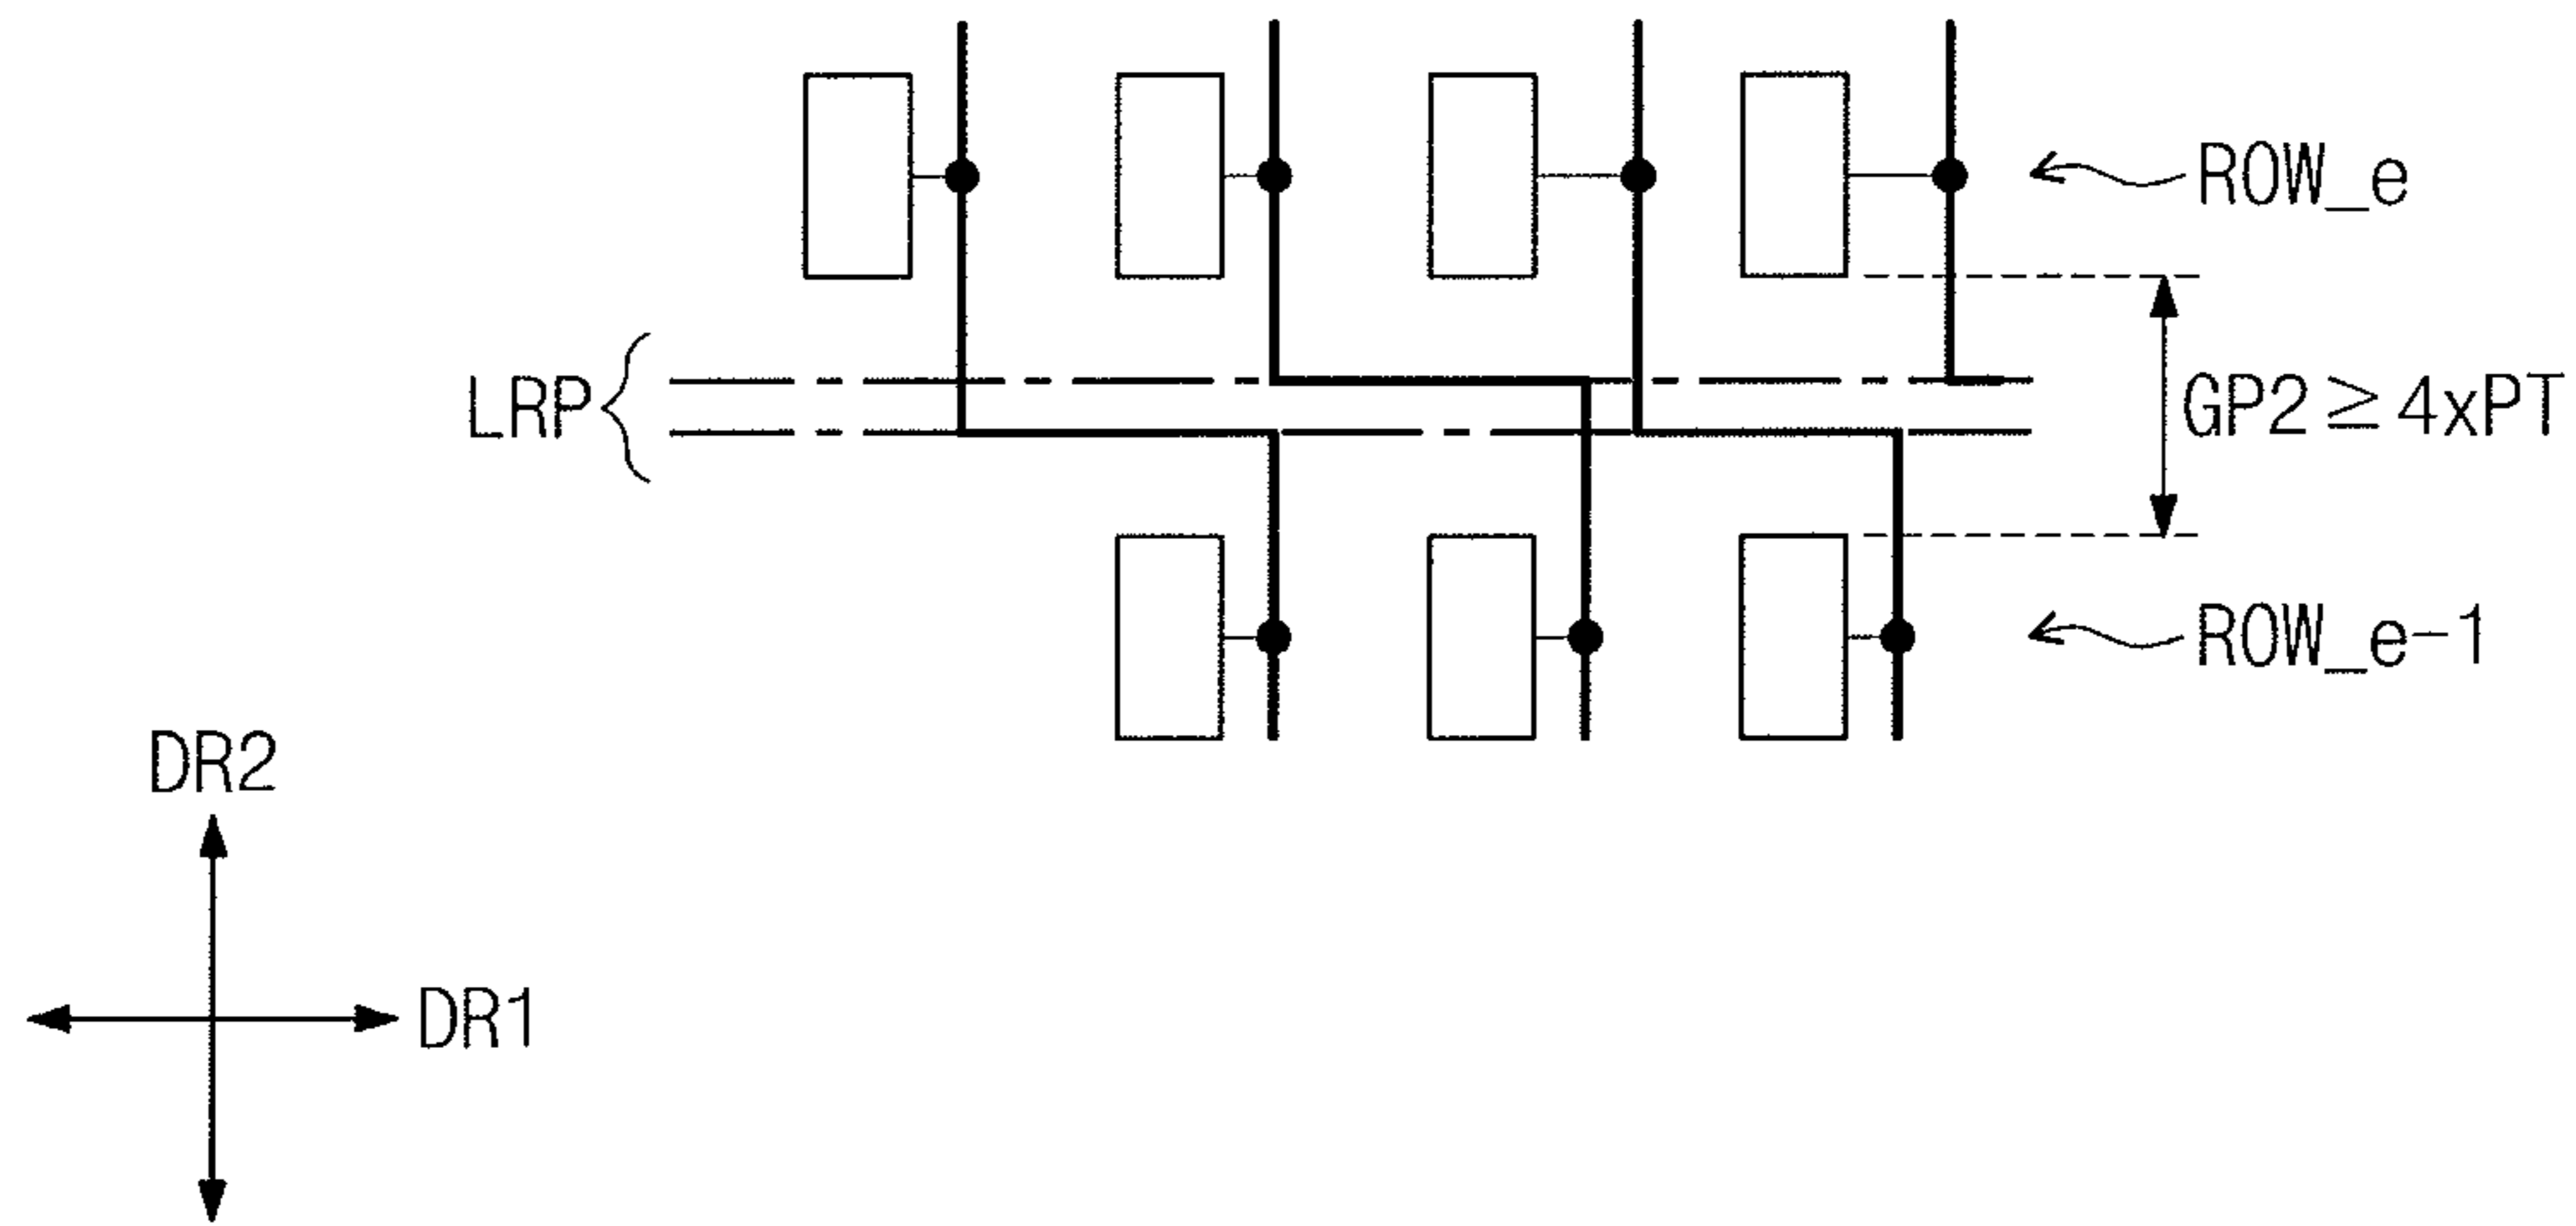 ROW_e
LRP
GP2 ≥ 4xPT
ROW_e-1
DR2
DR1